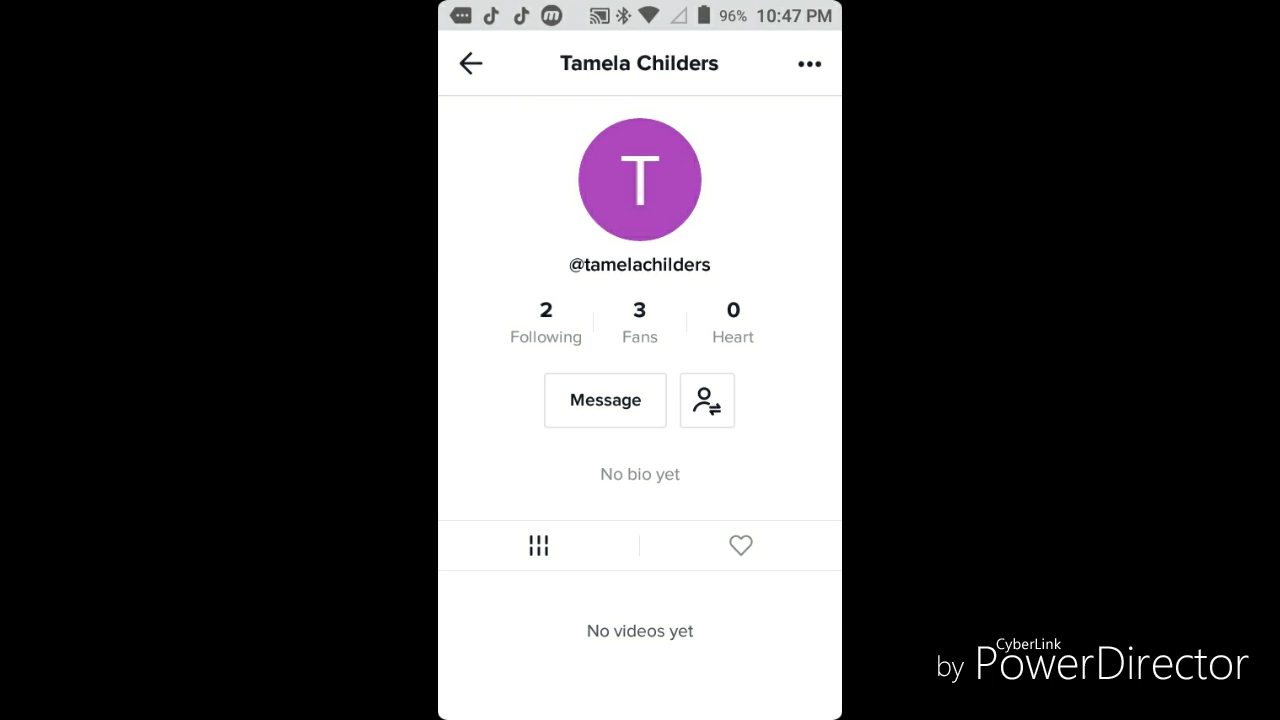 96% 10:47 PM
Tamela Childers
T
@tamelachilders
2 3 0
Following Fans Heart
Message
No bio yet
No videos yet
CyberLink
by PowerDirector